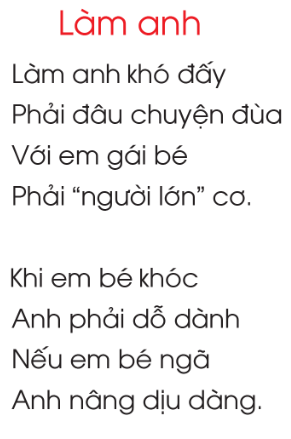 Làm anh
Làm anh khó đấy
Phải đâu chuyện đùa
Với em gái bé
Phải “người lớn” cơ.
Khi em bé khóc
Anh phải dỗ dành
Nếu em bé ngã
Anh nâng dịu dàng.